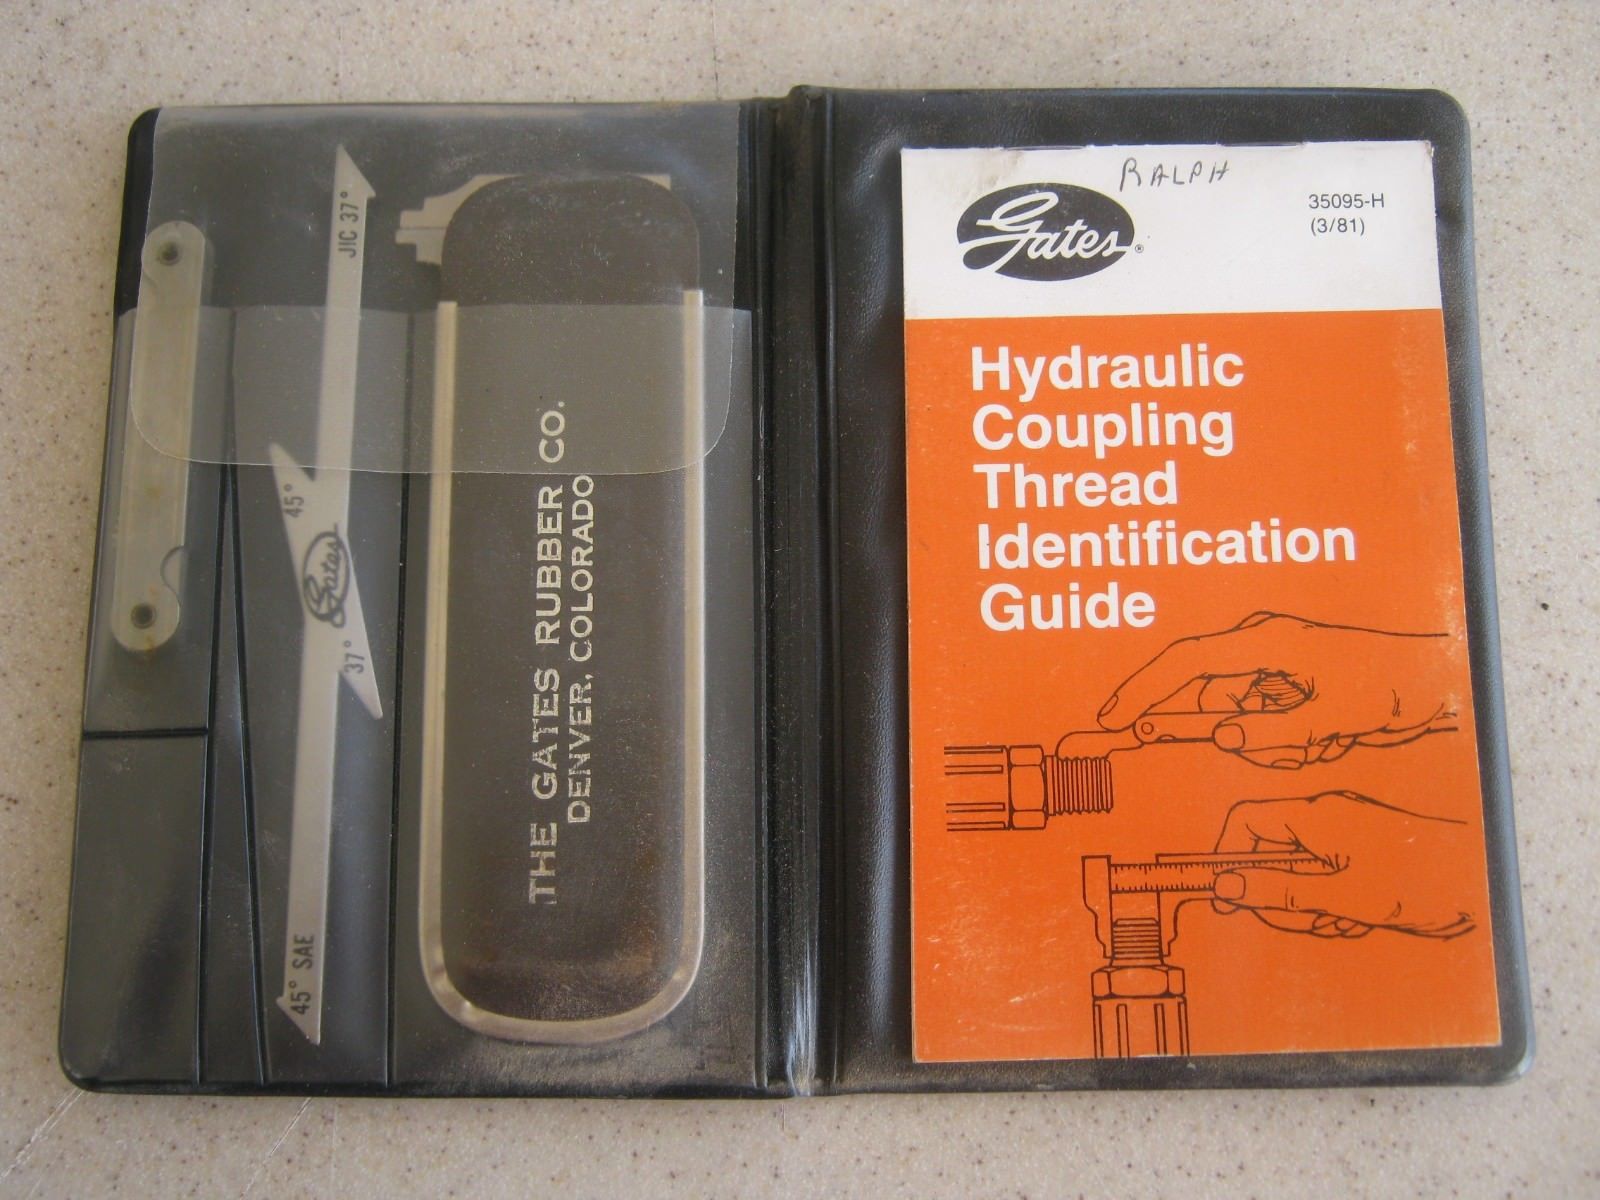 JIC 37°
45°
Gates
37°
45° SAE
THE GATES RUBBER CO.
DENVER, COLORADO
RALPH
Gates®
35095-H
(3/81)
Hydraulic
Coupling
Thread
Identification
Guide